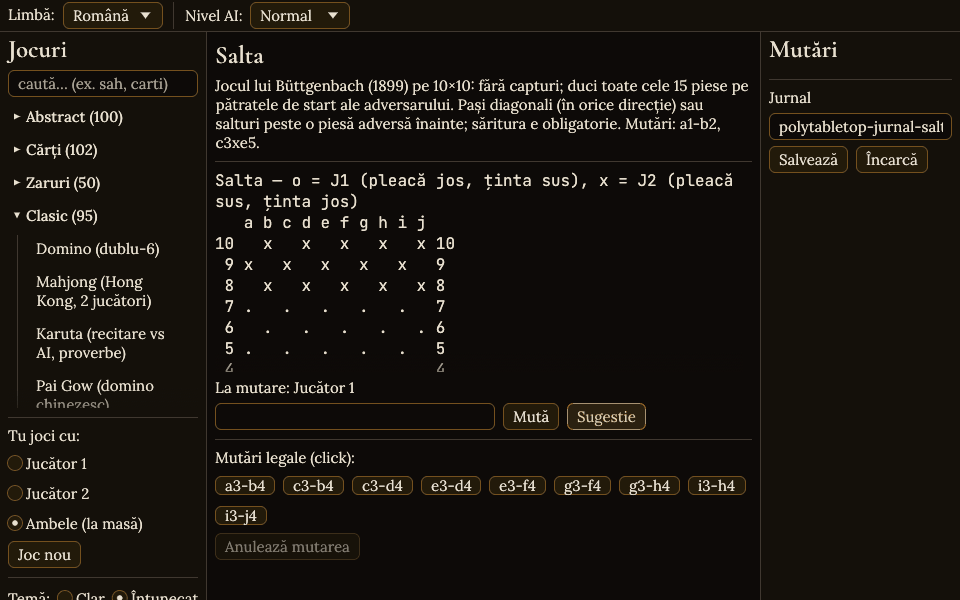 Limbă: Română ▼ Nivel AI: Normal ▼
Jocuri
caută... (ex. sah, carti)
▸ Abstract (100)
▸ Cărți (102)
▸ Zaruri (50)
▾ Clasic (95)
Domino (dublu-6)
Mahjong (Hong
Kong, 2 jucători)
Karuta (recitare vs
AI, proverbe)
Pai Gow (domino
chinezesc)
Tu joci cu:
Jucător 1
Jucător 2
Ambele (la masă)
Joc nou
Temă: Clar Întunecat
Salta
Jocul lui Büttgenbach (1899) pe 10×10: fără capturi; duci toate cele 15 piese pe
pătratele de start ale adversarului. Pași diagonali (în orice direcție) sau
salturi peste o piesă adversă înainte; săritura e obligatorie. Mutări: a1-b2,
c3xe5.
Salta — o = J1 (pleacă jos, ținta sus), x = J2 (pleacă
sus, ținta jos)
a b c d e f g h i j
10 x x x x x 10
9 x x x x x 9
8 x x x x x 8
7 . . . . . 7
6 . . . . . 6
5 . . . . . 5
4 4
La mutare: Jucător 1
Mută Sugestie
Mutări legale (click):
a3-b4 c3-b4 c3-d4 e3-d4 e3-f4 g3-f4 g3-h4 i3-h4
i3-j4
Anulează mutarea
Mutări
Jurnal
polytabletop-jurnal-salt
Salvează Încarcă